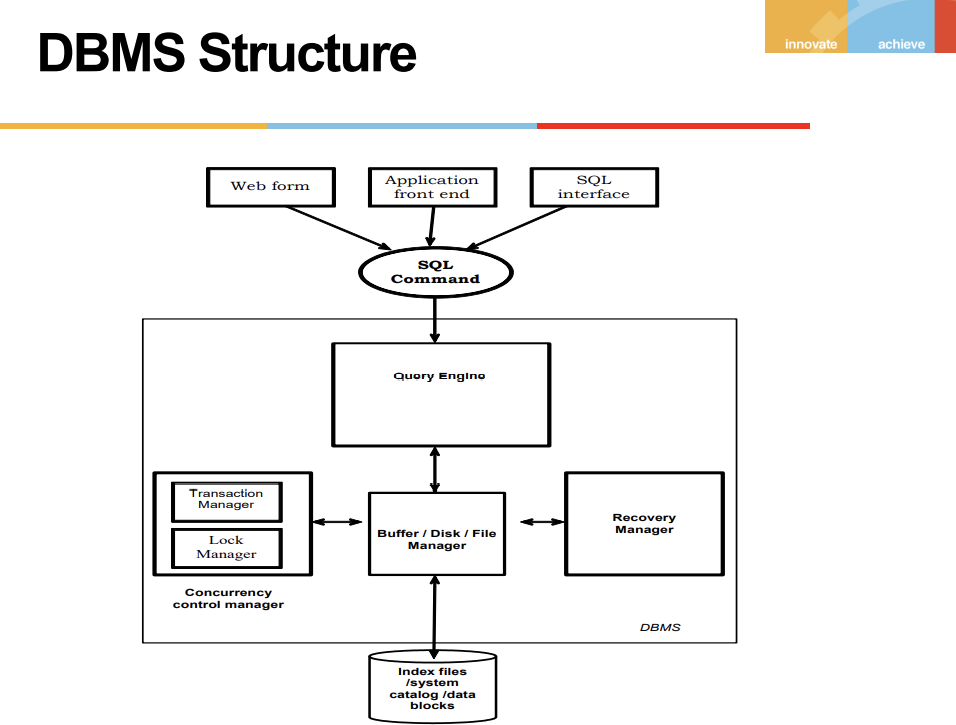 DBMS Structure
innovate achieve
Web form
Application
front end
SQL
interface
SQL
Command
Query Engine
Transaction
Manager
Lock
Manager
Concurrency
control manager
Buffer / Disk / File
Manager
Recovery
Manager
DBMS
Index files
/system
catalog /data
blocks